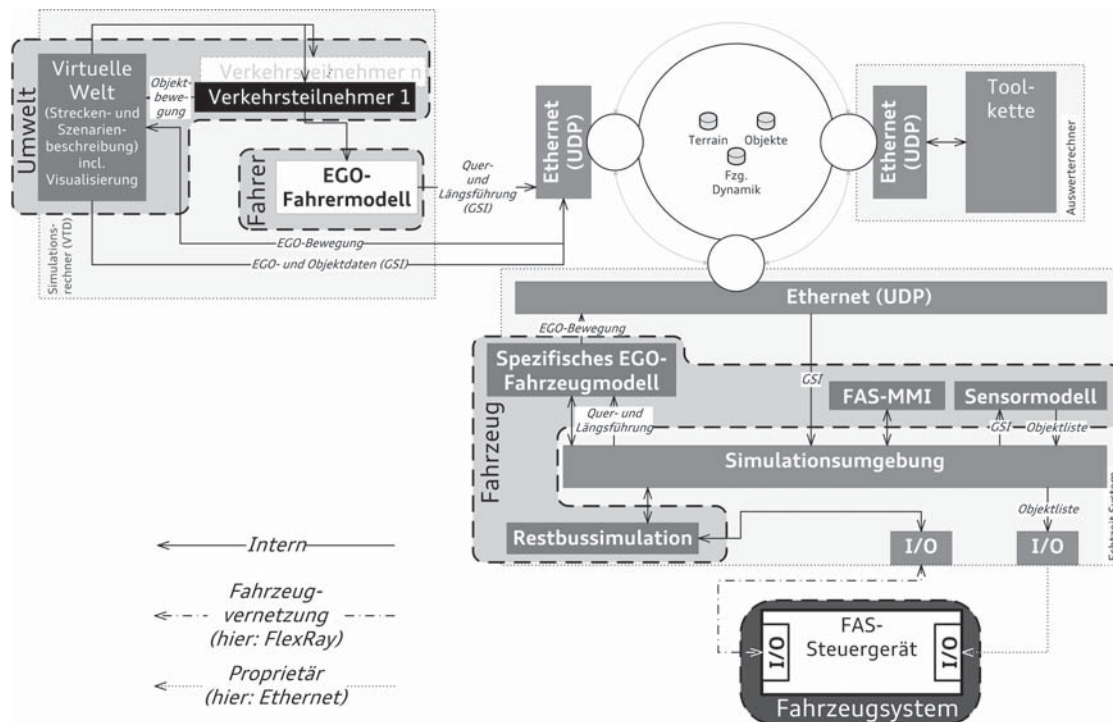 Umwelt
Virtuelle
Welt
(Strecken- und
Szenarien-
beschreibung)
incl.
Visualisierung
Objekt-
bewe-
gung
Verkehrsteilnehmer n
Verkehrsteilnehmer 1
Fahrer
EGO-
Fahrermodell
Quer-
und
Längsführung
(GSI)
EGO-Bewegung
EGO- und Objektdaten (GSI)
Simulations-
rechner (VTD)
Ethernet
(UDP)
Terrain
Objekte
Fzg.
Dynamik
Ethernet
(UDP)
Tool-
kette
Auswerterechner
Ethernet (UDP)
EGO-Bewegung
Fahrzeug
Spezifisches EGO-
Fahrzeugmodell
Quer- und
Längsführung
GSI
FAS-MMI
Sensormodell
GSI
Objektliste
Simulationsumgebung
Objektliste
Restbussimulation
I/O
I/O
Echtzeit System
Intern
Fahrzeug-
vernetzung
(hier: FlexRay)
Proprietär
(hier: Ethernet)
I/O
FAS-
Steuergerät
I/O
Fahrzeugsystem